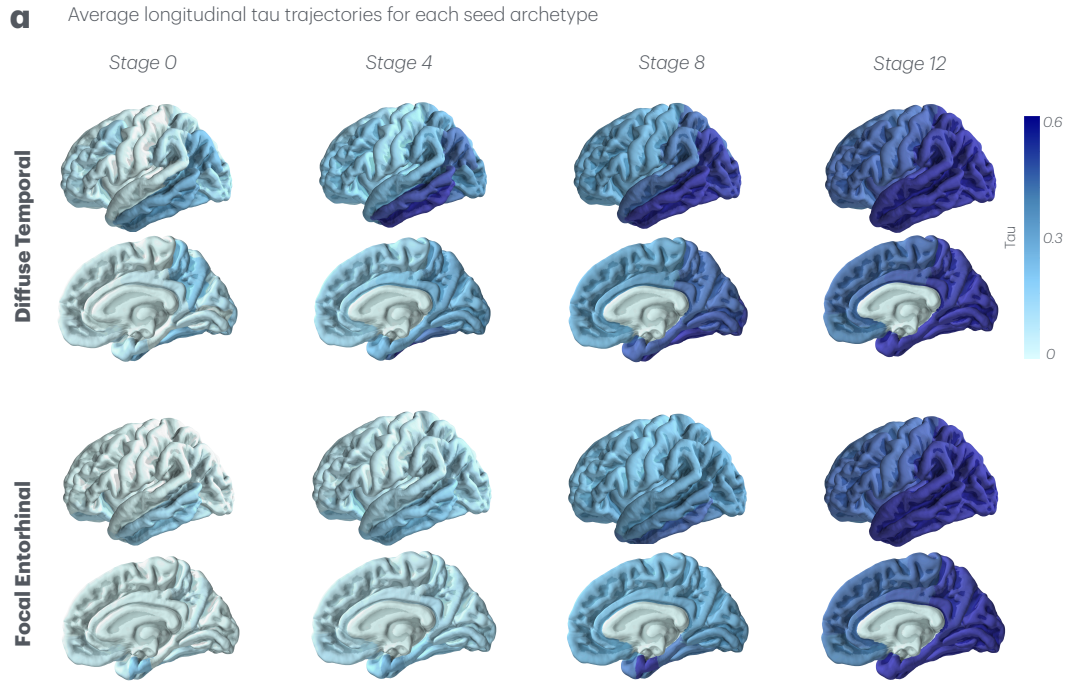 a Average longitudinal tau trajectories for each seed archetype
Stage 0 Stage 4 Stage 8 Stage 12
Diffuse Temporal
0.6
Tau
0.3
0
Focal Entorhinal